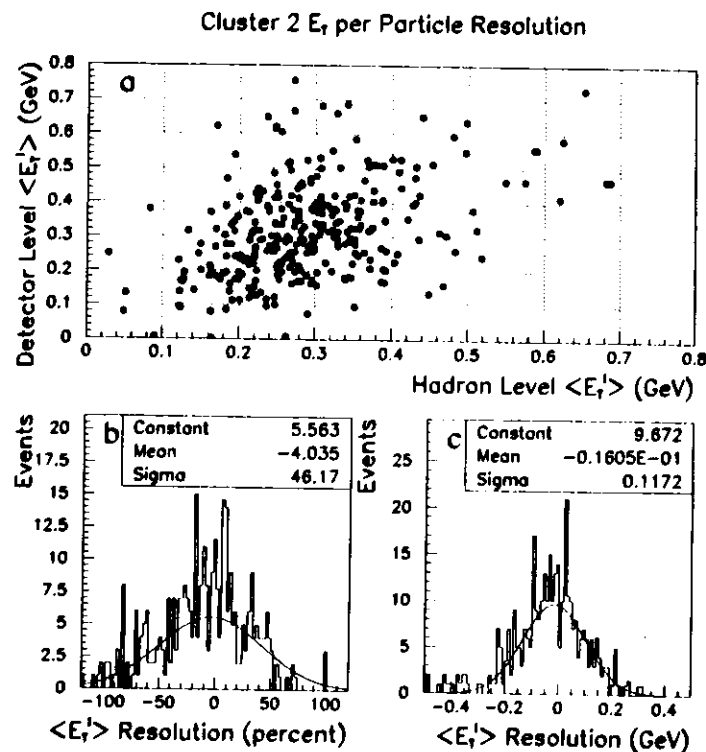 Cluster 2 E_T per Particle Resolution
a
Detector Level <E_T^I> (GeV)
0.8
0.7
0.6
0.5
0.4
0.3
0.2
0.1
0
0 0.1 0.2 0.3 0.4 0.5 0.6 0.7 0.8
Hadron Level <E_T^I> (GeV)
b
Events
Constant 5.563
Mean -4.035
Sigma 46.17
20
17.5
15
12.5
10
7.5
5
2.5
0
-100 -50 0 50 100
<E_T^I> Resolution (percent)
c
Events
Constant 9.672
Mean -0.1605E-01
Sigma 0.1172
25
20
15
10
5
0
-0.4 -0.2 0 0.2 0.4
<E_T^I> Resolution (GeV)